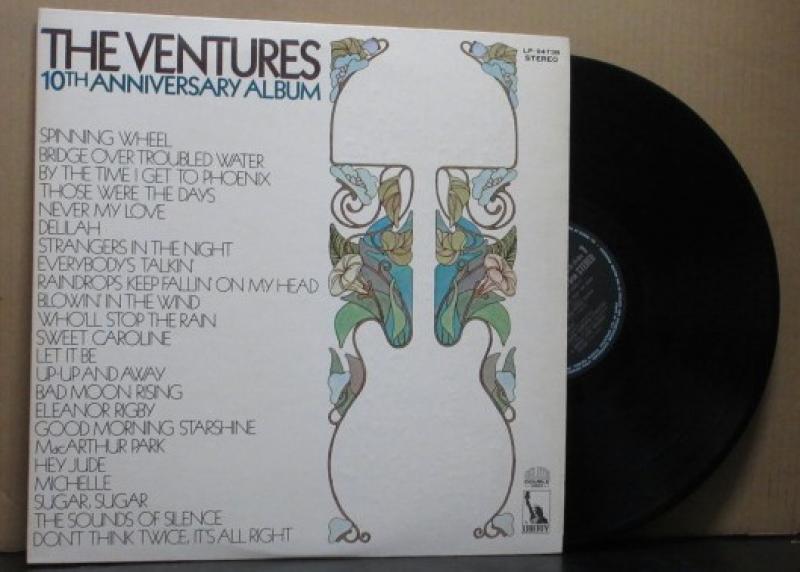 THE VENTURES
10TH ANNIVERSARY ALBUM
LP-9473B
STEREO
SPINNING WHEEL
BRIDGE OVER TROUBLED WATER
BY THE TIME I GET TO PHOENIX
THOSE WERE THE DAYS
NEVER MY LOVE
DELILAH
STRANGERS IN THE NIGHT
EVERYBODY'S TALKIN'
RAINDROPS KEEP FALLIN' ON MY HEAD
BLOWIN' IN THE WIND
WHO'LL STOP THE RAIN
SWEET CAROLINE
LET IT BE
UP-UP AND AWAY
BAD MOON RISING
ELEANOR RIGBY
GOOD MORNING STARSHINE
MacARTHUR PARK
HEY JUDE
MICHELLE
SUGAR, SUGAR
THE SOUNDS OF SILENCE
DON'T THINK TWICE, IT'S ALL RIGHT
DOUBLE
LIBERTY
STEREO